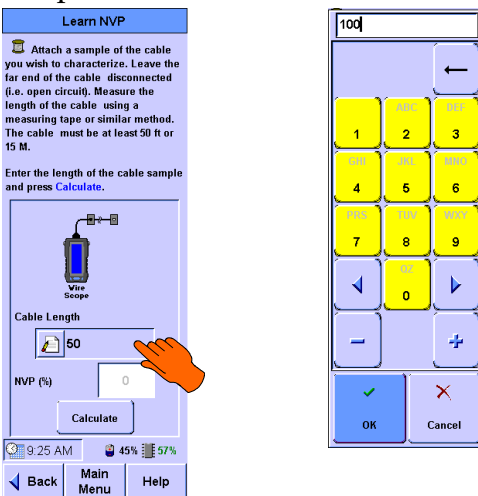 Learn NVP
Attach a sample of the cable
you wish to characterize. Leave the
far end of the cable disconnected
(i.e. open circuit). Measure the
length of the cable using a
measuring tape or similar method.
The cable must be at least 50 ft or
15 M.
Enter the length of the cable sample
and press Calculate.
Wire
Scope
Cable Length
50
NVP (%)
0
Calculate
9:25 AM
45%
57%
Back
Main
Menu
Help
100
1
ABC
2
DEF
3
GHI
4
JKL
5
MNO
6
PRS
7
TUV
8
WXY
9
QZ
0
OK
Cancel